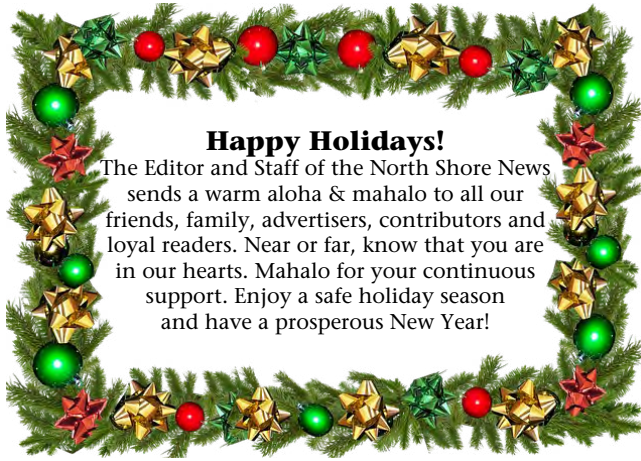 Happy Holidays!
The Editor and Staff of the North Shore News
sends a warm aloha & mahalo to all our
friends, family, advertisers, contributors and
loyal readers. Near or far, know that you are
in our hearts. Mahalo for your continuous
support. Enjoy a safe holiday season
and have a prosperous New Year!